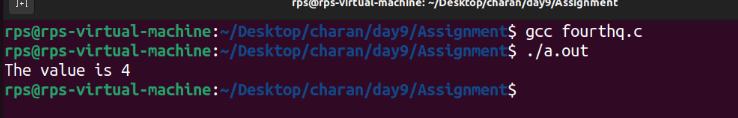 rps@rps-virtual-machine: ~/Desktop/charan/day9/Assignment
rps@rps-virtual-machine:~/Desktop/charan/day9/Assignment$ gcc fourthq.c
rps@rps-virtual-machine:~/Desktop/charan/day9/Assignment$ ./a.out
The value is 4
rps@rps-virtual-machine:~/Desktop/charan/day9/Assignment$